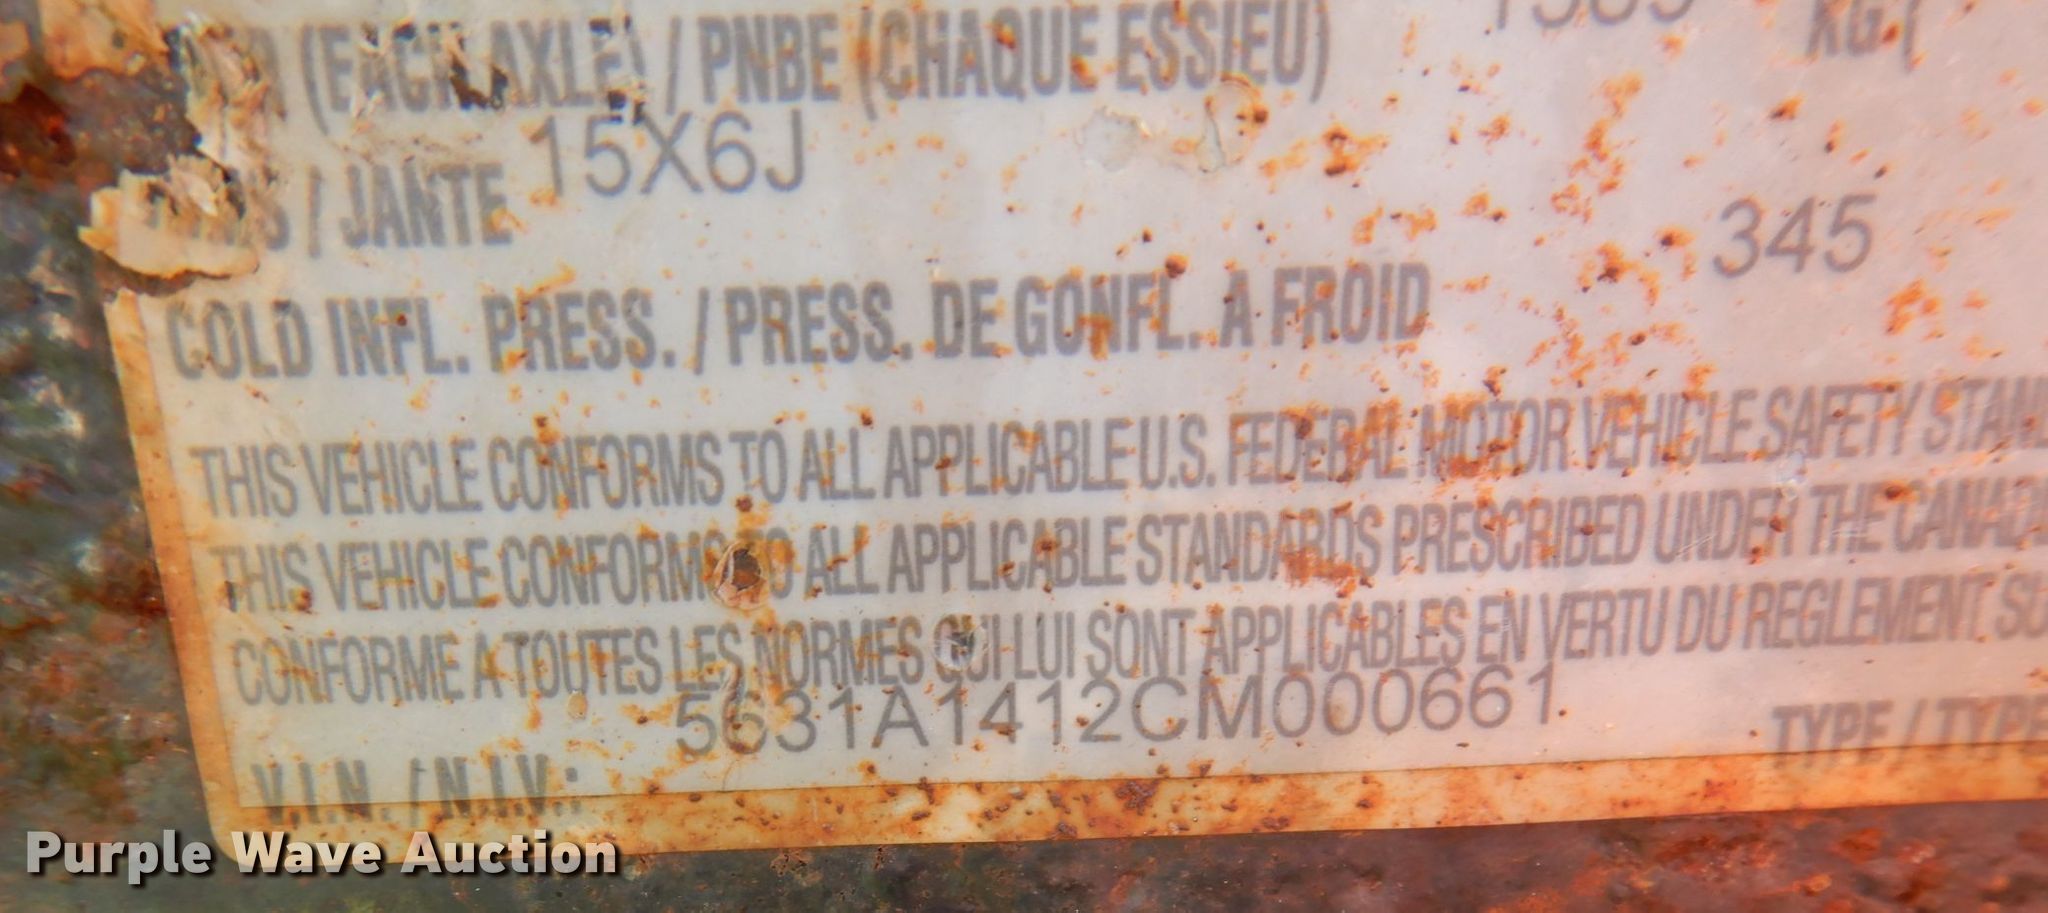 (EACH AXLE) / PNBE (CHAQUE ESSIEU) KG (
/ JANTE 15X6J
COLD INFL. PRESS. / PRESS. DE GONFL. A FROID 345
THIS VEHICLE CONFORMS TO ALL APPLICABLE U.S. FEDERAL MOTOR VEHICLE SAFETY
THIS VEHICLE CONFORMS TO ALL APPLICABLE STANDARDS PRESCRIBED UNDER THE
CONFORME A TOUTES LES NORMES QUI LUI SONT APPLICABLES EN VERTU DU REGLEMENT
V.I.N. / N.I.V.: 5631A1412CM000661 TYPE / TYPE
Purple Wave Auction